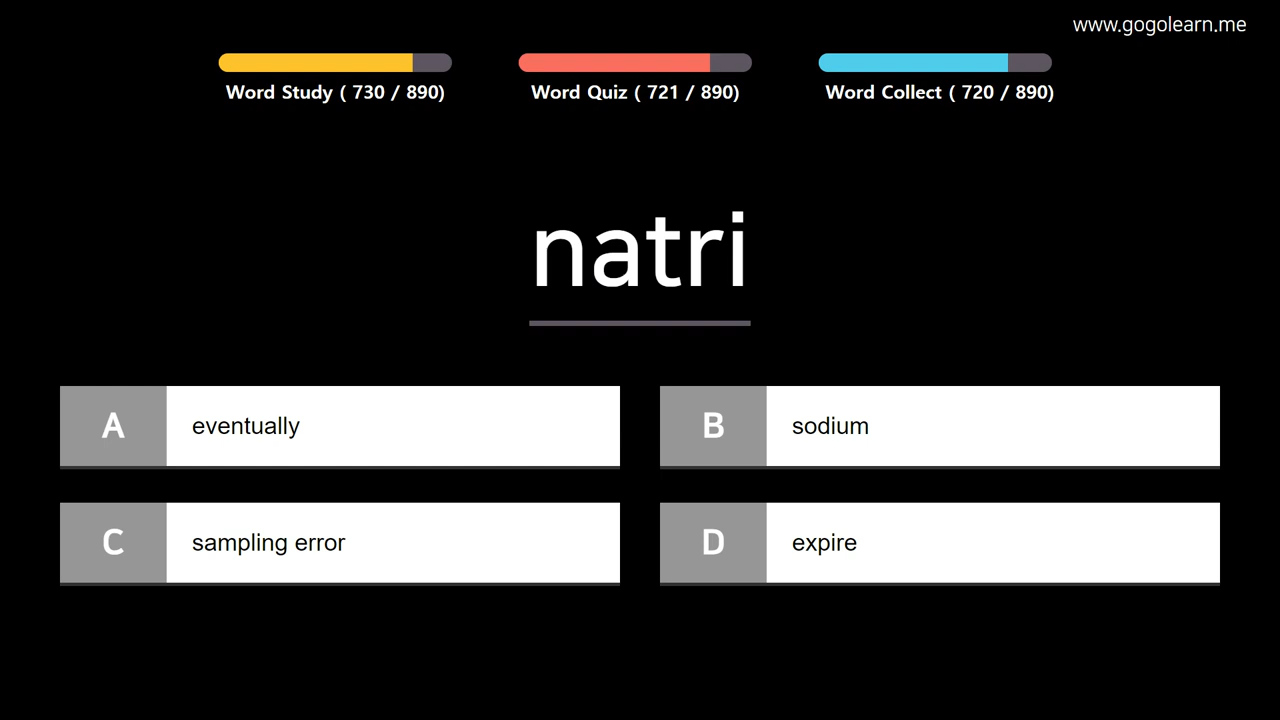 www.gogolearn.me
Word Study ( 730 / 890)
Word Quiz ( 721 / 890)
Word Collect ( 720 / 890)
natri
A eventually
B sodium
C sampling error
D expire